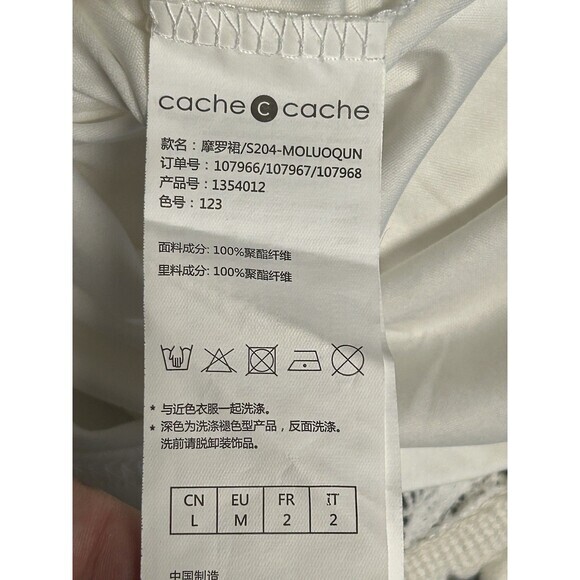 cache c cache
款名：摩罗裙/S204-MOLUOQUN
订单号：107966/107967/107968
产品号：1354012
色号：123
面料成分: 100%聚酯纤维
里料成分: 100%聚酯纤维
★ 与近色衣服一起洗涤。
★ 深色为洗涤褪色型产品，反面洗涤。
洗前请脱卸装饰品。
CN EU FR IT
L M 2 2
中国制造